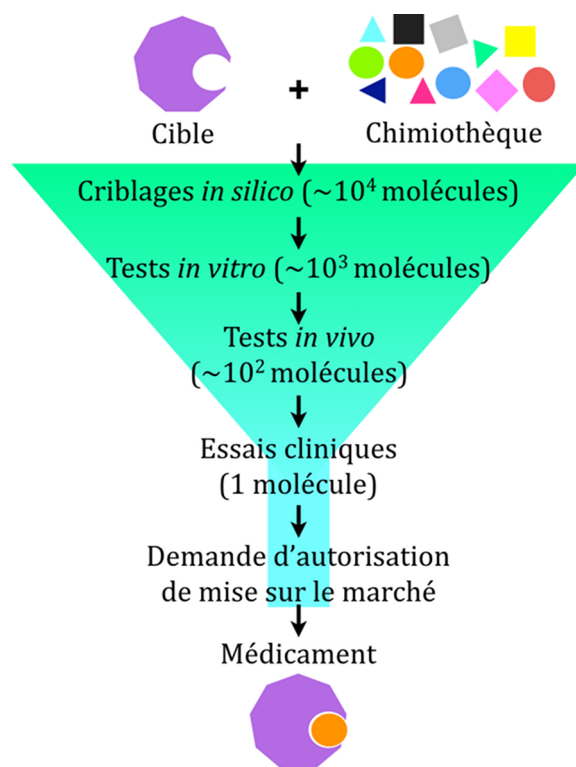 +
Cible
Chimiothèque
Criblages in silico (~10⁴ molécules)
Tests in vitro (~10³ molécules)
Tests in vivo
(~10² molécules)
Essais cliniques
(1 molécule)
Demande d’autorisation
de mise sur le marché
Médicament